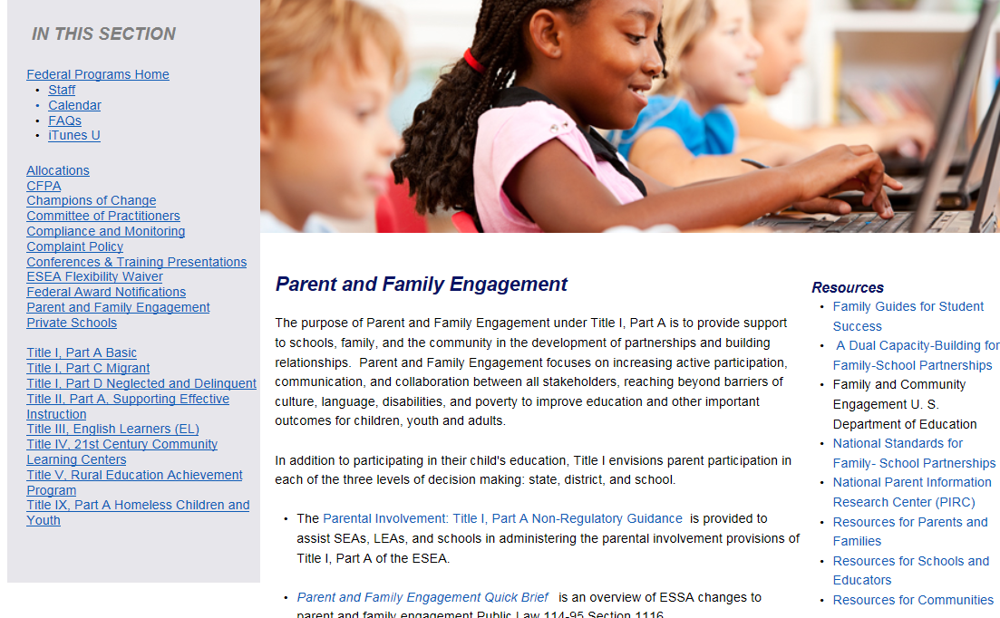 IN THIS SECTION
Federal Programs Home
• Staff
• Calendar
• FAQs
• iTunes U
Allocations
CFPA
Champions of Change
Committee of Practitioners
Compliance and Monitoring
Complaint Policy
Conferences & Training Presentations
ESEA Flexibility Waiver
Federal Award Notifications
Parent and Family Engagement
Private Schools
Title I, Part A Basic
Title I, Part C Migrant
Title I, Part D Neglected and Delinquent
Title II, Part A, Supporting Effective
Instruction
Title III, English Learners (EL)
Title IV, 21st Century Community
Learning Centers
Title V, Rural Education Achievement
Program
Title IX, Part A Homeless Children and
Youth
Parent and Family Engagement
The purpose of Parent and Family Engagement under Title I, Part A is to provide support
to schools, family, and the community in the development of partnerships and building
relationships. Parent and Family Engagement focuses on increasing active participation,
communication, and collaboration between all stakeholders, reaching beyond barriers of
culture, language, disabilities, and poverty to improve education and other important
outcomes for children, youth and adults.
In addition to participating in their child's education, Title I envisions parent participation in
each of the three levels of decision making: state, district, and school.
• The Parental Involvement: Title I, Part A Non-Regulatory Guidance is provided to
assist SEAs, LEAs, and schools in administering the parental involvement provisions of
Title I, Part A of the ESEA.
• Parent and Family Engagement Quick Brief is an overview of ESSA changes to
parent and family engagement Public Law 114-95 Section 1116
Resources
• Family Guides for Student
Success
• A Dual Capacity-Building for
Family-School Partnerships
• Family and Community
Engagement U. S.
Department of Education
• National Standards for
Family- School Partnerships
• National Parent Information
Research Center (PIRC)
• Resources for Parents and
Families
• Resources for Schools and
Educators
• Resources for Communities